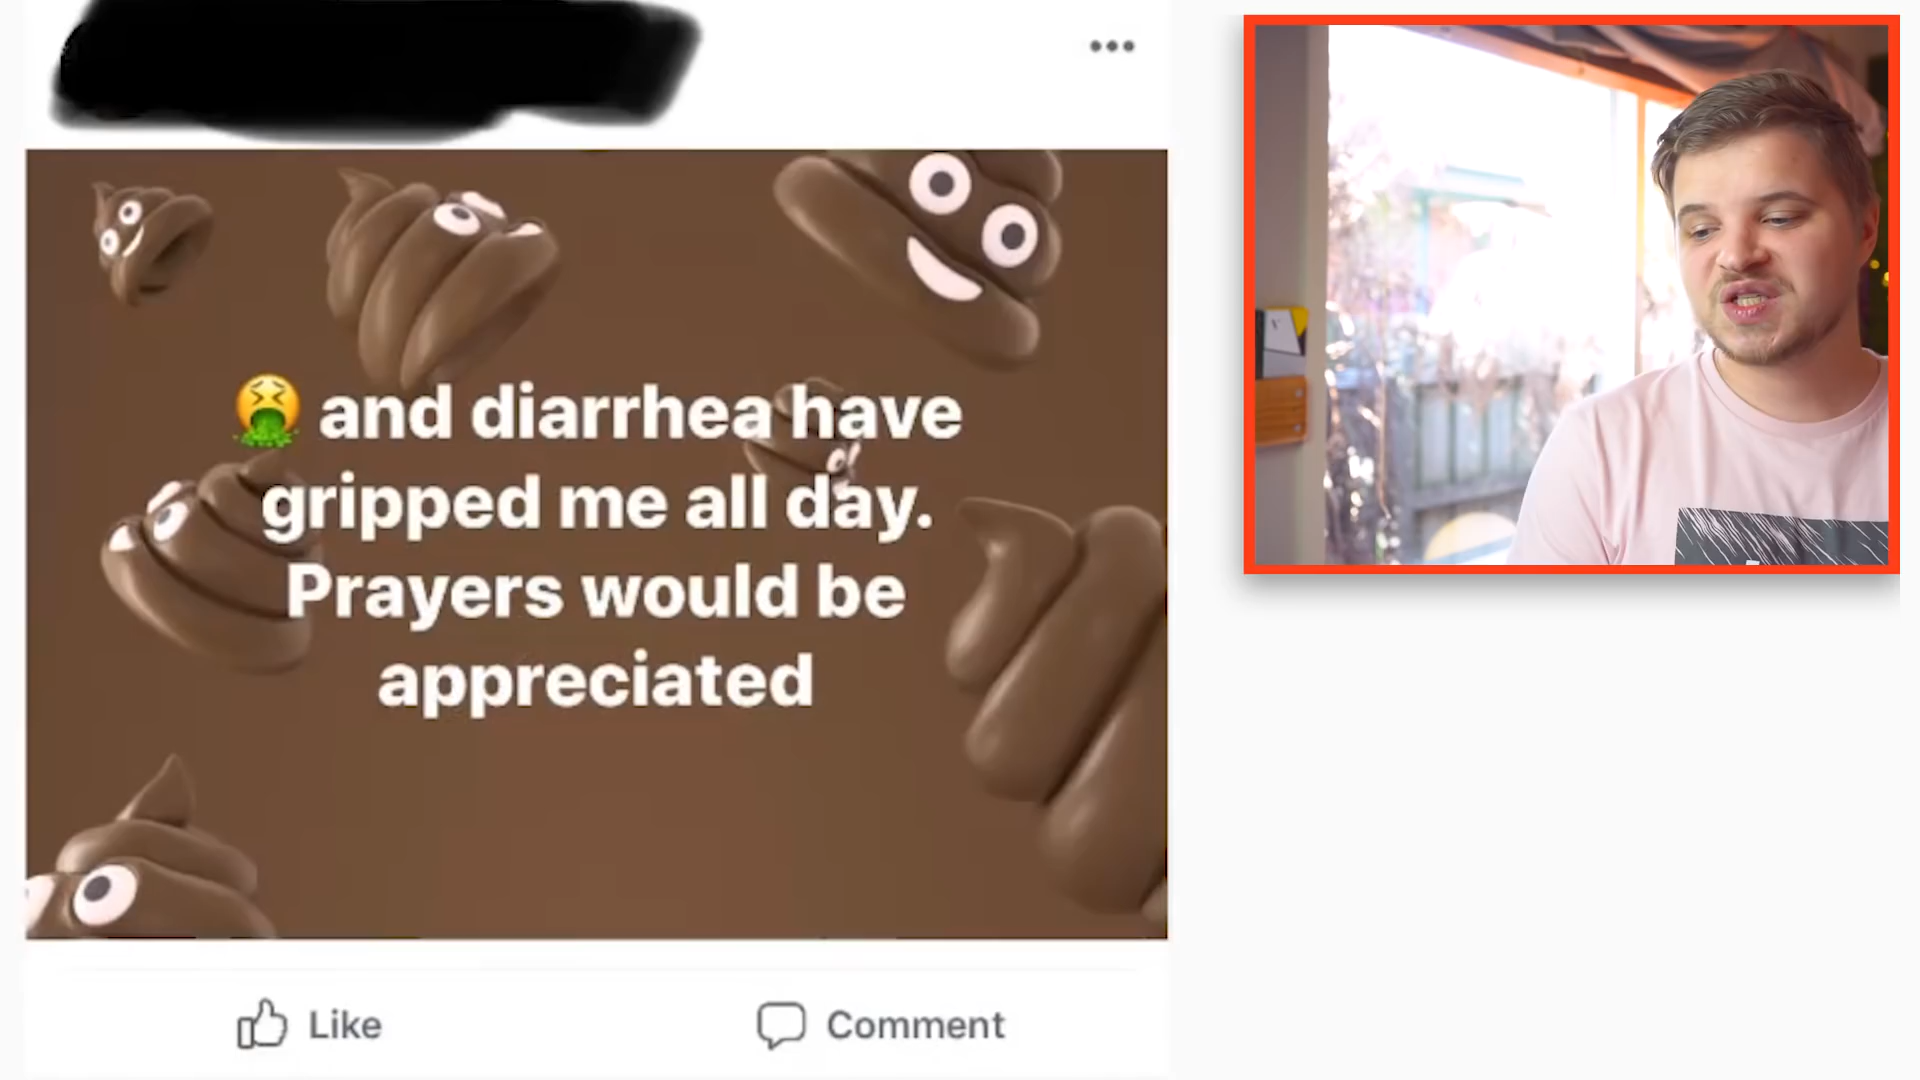 🤮 and diarrhea have
gripped me all day.
Prayers would be
appreciated
Like
Comment